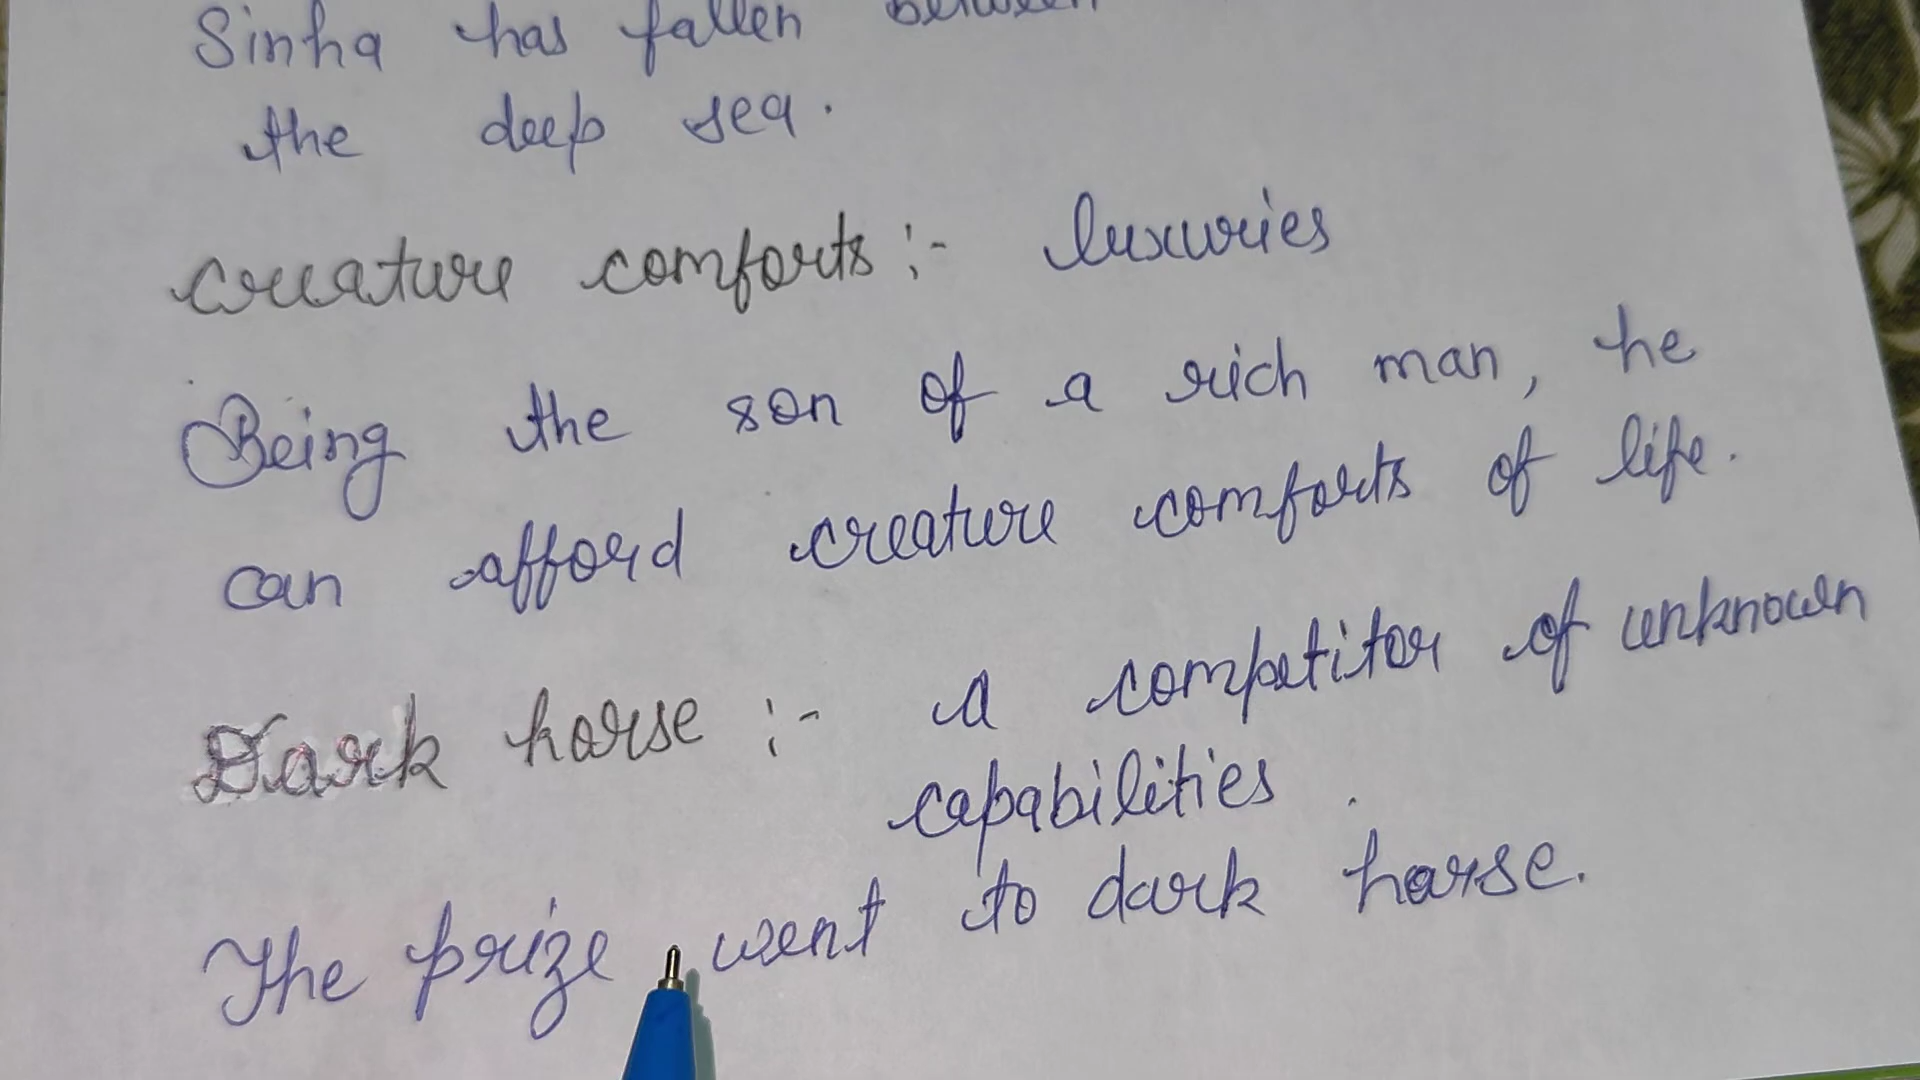 Sinha has fallen between
the deep sea.
creature comforts :- luxuries
Being the son of a rich man, he
can afford creature comforts of life.
Dark horse :- a competitor of unknown
capabilities.
The prize went to dark horse.